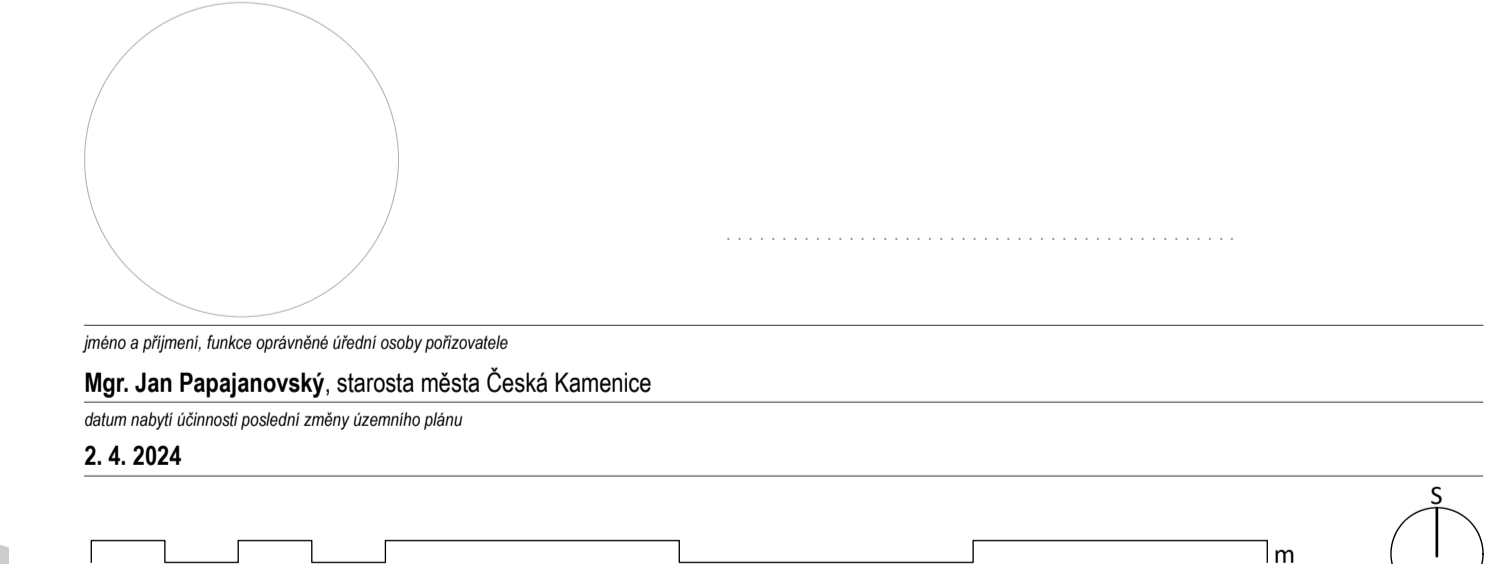 jméno a příjmení, funkce oprávněné úřední osoby pořizovatele
Mgr. Jan Papajanovský, starosta města Česká Kamenice
datum nabytí účinnosti poslední změny územního plánu
2. 4. 2024
S
m